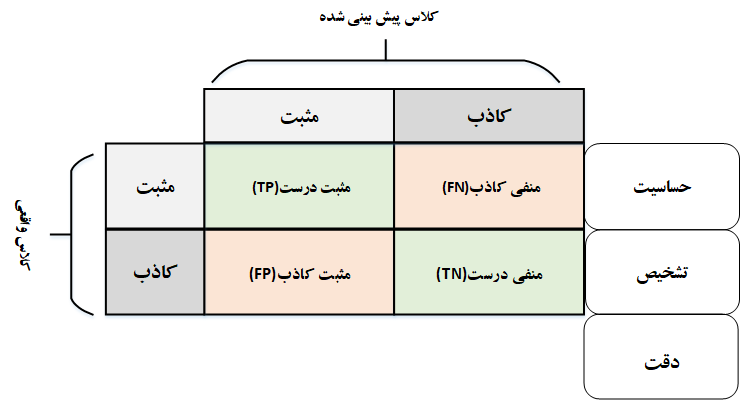 کلاس پیش بینی شده
مثبت
کاذب
کلاس واقعی
مثبت
مثبت درست(TP)
منفی کاذب(FN)
حساسیت
کاذب
مثبت کاذب(FP)
منفی درست(TN)
تشخیص
دقت